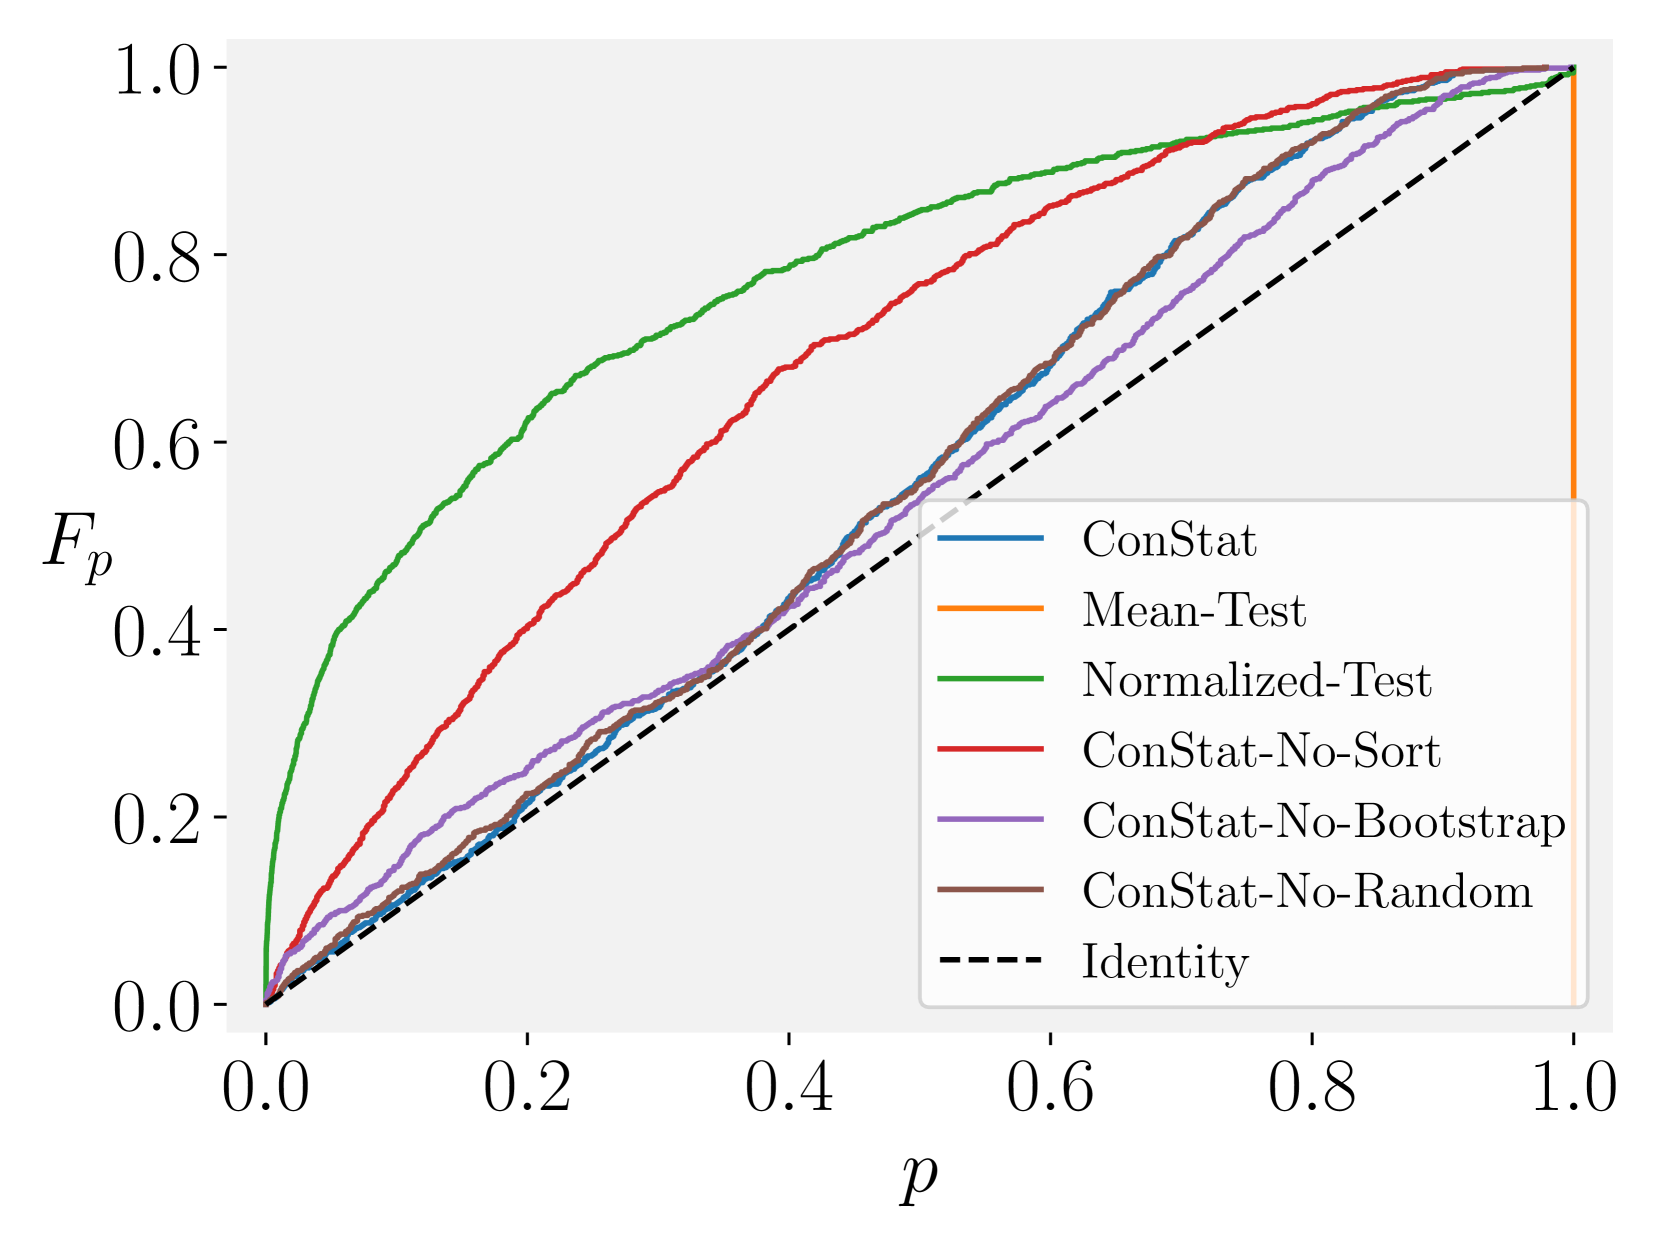 1.0
0.8
0.6
0.4
0.2
0.0
F_p
0.0 0.2 0.4 0.6 0.8 1.0
p
ConStat
Mean-Test
Normalized-Test
ConStat-No-Sort
ConStat-No-Bootstrap
ConStat-No-Random
Identity